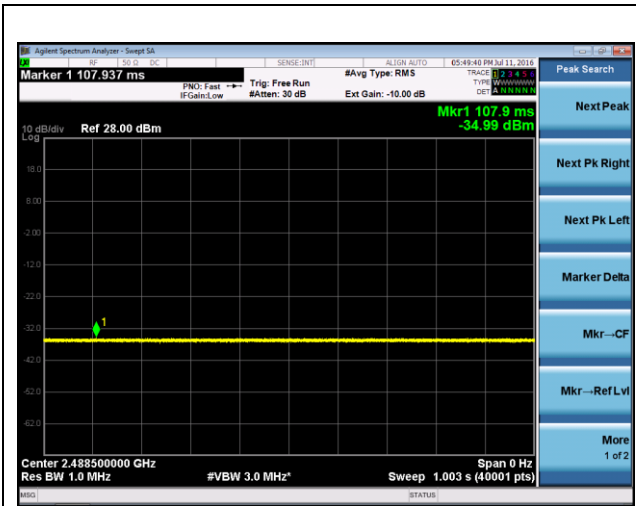 Agilent Spectrum Analyzer - Swept SA
RF 50 Ω DC SENSE:INT ALIGN AUTO 05:49:40 PM Jul 11, 2016
Marker 1 107.937 ms
PNO: Fast
IFGain:Low
Trig: Free Run
#Atten: 30 dB
#Avg Type: RMS
Ext Gain: -10.00 dB
TRACE 1 2 3 4 5 6
TYPE WWWWWW
DET A N N N N N
Mkr1 107.9 ms
-34.99 dBm
10 dB/div Ref 28.00 dBm
Log
18.0
8.00
-2.00
-12.0
-22.0
-32.0
-42.0
-52.0
-62.0
1
Center 2.488500000 GHz
Span 0 Hz
Res BW 1.0 MHz
#VBW 3.0 MHz*
Sweep 1.003 s (40001 pts)
MSG
STATUS
Peak Search
Next Peak
Next Pk Right
Next Pk Left
Marker Delta
Mkr→CF
Mkr→Ref Lvl
More
1 of 2